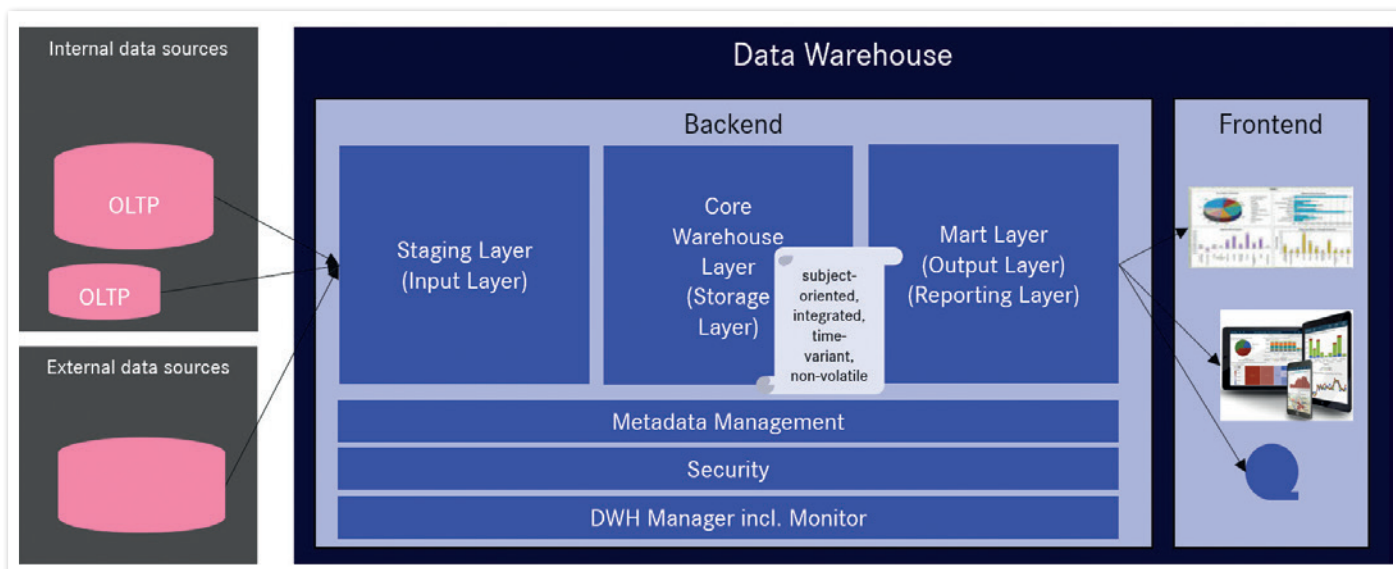 Internal data sources
OLTP
OLTP
External data sources
Data Warehouse
Backend
Staging Layer
(Input Layer)
Core
Warehouse
Layer
(Storage
Layer)
subject-
oriented,
integrated,
time-
variant,
non-volatile
Mart Layer
(Output Layer)
(Reporting Layer)
Metadata Management
Security
DWH Manager incl. Monitor
Frontend